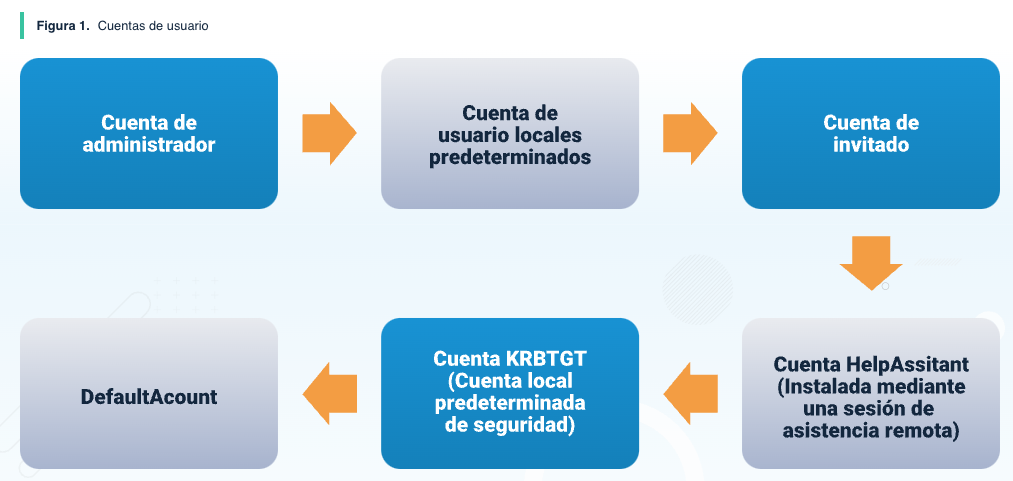 Figura 1. Cuentas de usuario
Cuenta de
administrador
Cuenta de
usuario locales
predeterminados
Cuenta de
invitado
Cuenta HelpAssitant
(Instalada mediante
una sesión de
asistencia remota)
Cuenta KRBTGT
(Cuenta local
predeterminada
de seguridad)
DefaultAcount